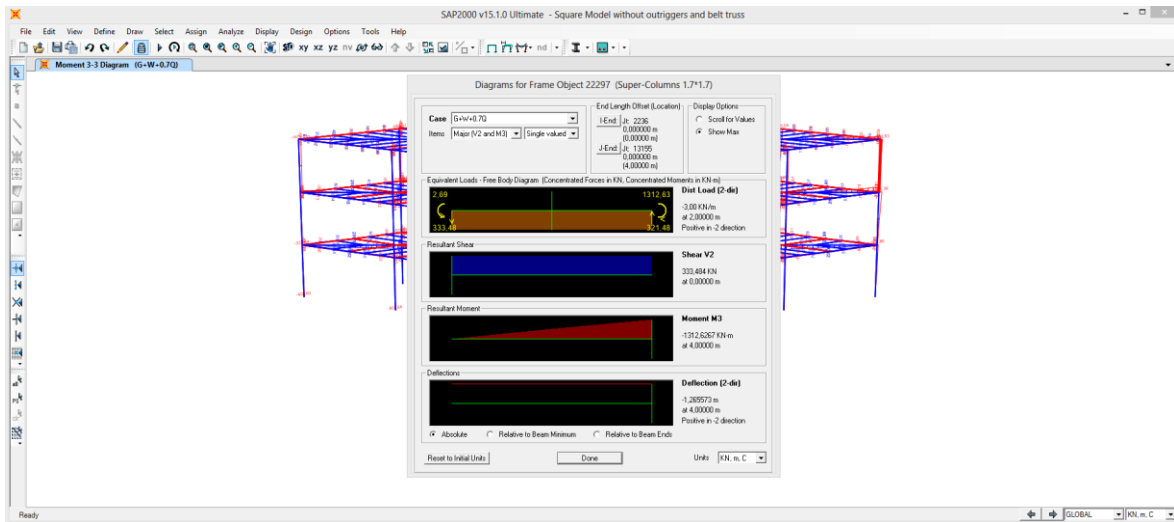 SAP2000 v15.1.0 Ultimate - Square Model without outriggers and belt truss
File Edit View Define Draw Select Assign Analyze Display Design Options Tools Help
xy xz yz nv nd
Moment 3-3 Diagram (G+W+0.7Q)
Diagrams for Frame Object 22297 (Super-Columns 1.7*1.7)
Case G+W+0.7Q
Items Major (V2 and M3) Single valued
End Length Offset (Location)
I-End: Jt: 2236
0,000000 m
(0,00000 m)
J-End: Jt: 13155
0,000000 m
(4,00000 m)
Display Options
Scroll for Values
Show Max
Equivalent Loads - Free Body Diagram (Concentrated Forces in KN, Concentrated Moments in KN-m)
2,69 1312,63
333,48 321,48
Dist Load (2-dir)
-3,00 KN/m
at 2,00000 m
Positive in -2 direction
Resultant Shear
Shear V2
333,484 KN
at 0,00000 m
Resultant Moment
Moment M3
-1312,6267 KN-m
at 4,00000 m
Deflections
Deflection (2-dir)
-1,265573 m
at 4,00000 m
Positive in -2 direction
Absolute Relative to Beam Minimum Relative to Beam Ends
Reset to Initial Units Done Units KN, m, C
Ready GLOBAL KN, m, C